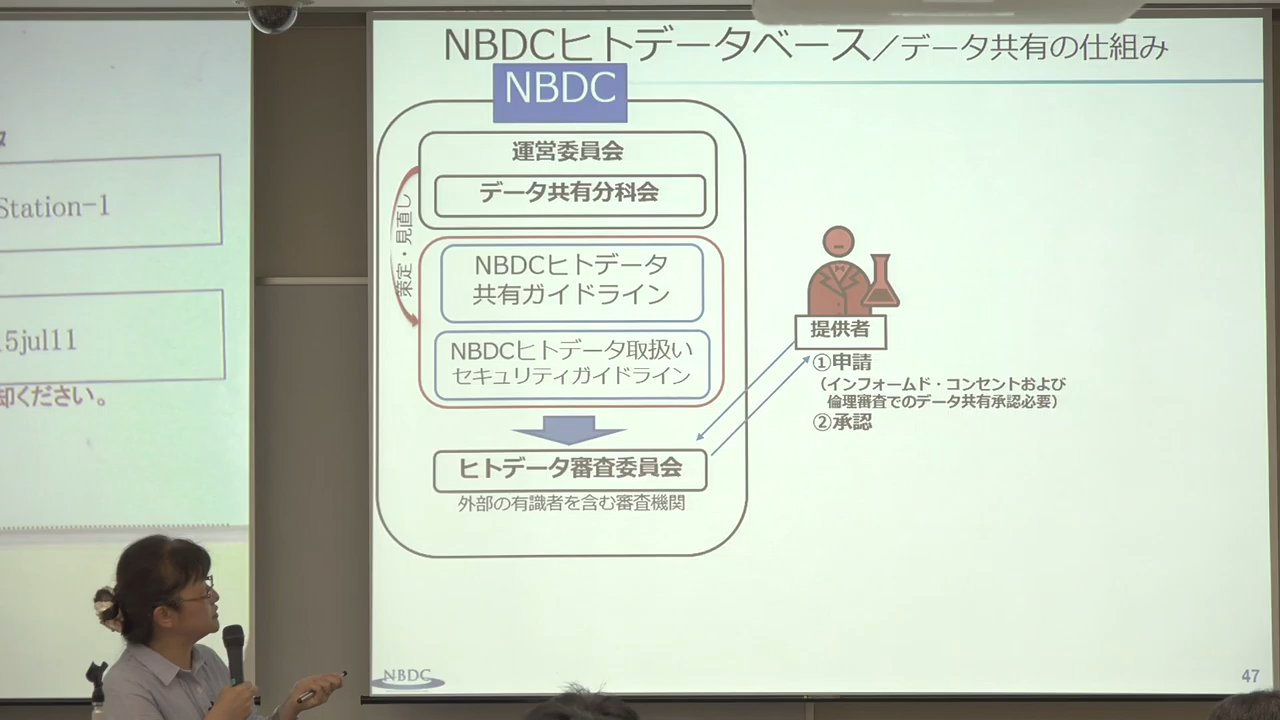 NBDCヒトデータベース／データ共有の仕組み
NBDC
運営委員会
データ共有分科会
策定・見直し
NBDCヒトデータ
共有ガイドライン
NBDCヒトデータ取扱い
セキュリティガイドライン
ヒトデータ審査委員会
外部の有識者を含む審査機関
提供者
①申請
（インフォームド・コンセントおよび
倫理審査でのデータ共有承認必要）
②承認
NBDC
47
Station-1
5jul11
却ください。